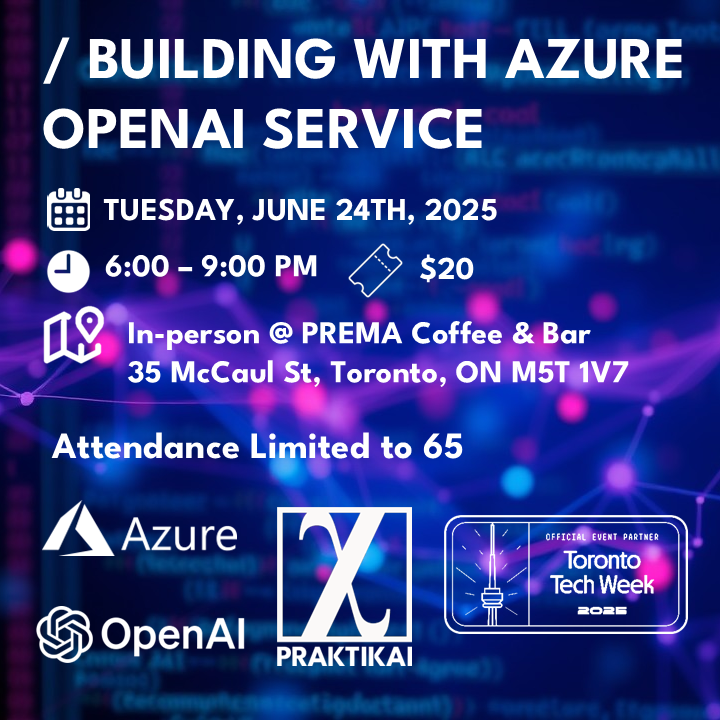 / BUILDING WITH AZURE
OPENAI SERVICE
TUESDAY, JUNE 24TH, 2025
6:00 – 9:00 PM
$20
In-person @ PREMA Coffee & Bar
35 McCaul St, Toronto, ON M5T 1V7
Attendance Limited to 65
Azure
OpenAI
PRAKTIKAI
OFFICIAL EVENT PARTNER
Toronto
Tech Week
2025